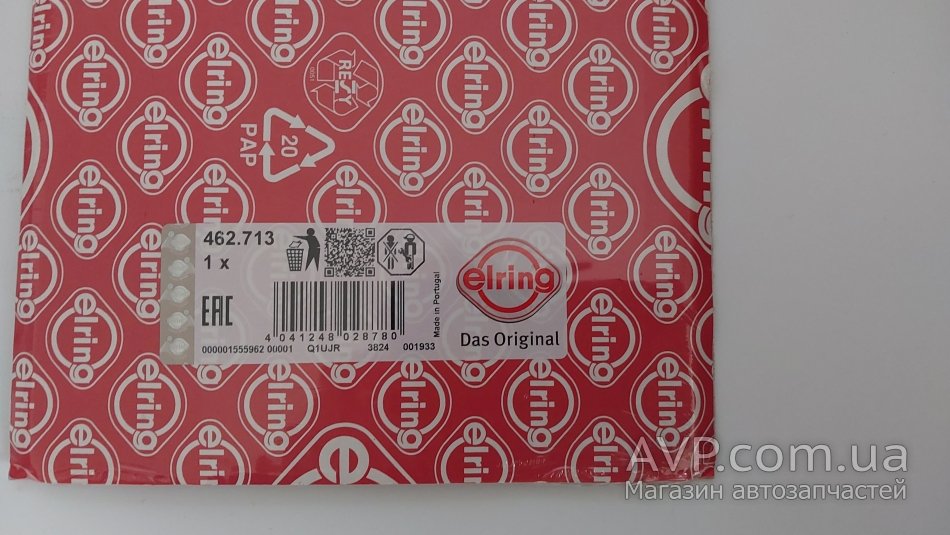 elring
RESY
0051
20
PAP
462.713
1 x
EAC
4 041248 028780
000001555962 00001 Q1UJR 3824 001933
Made in Portugal
elring
Das Original
AVP.com.ua
Магазин автозапчастей